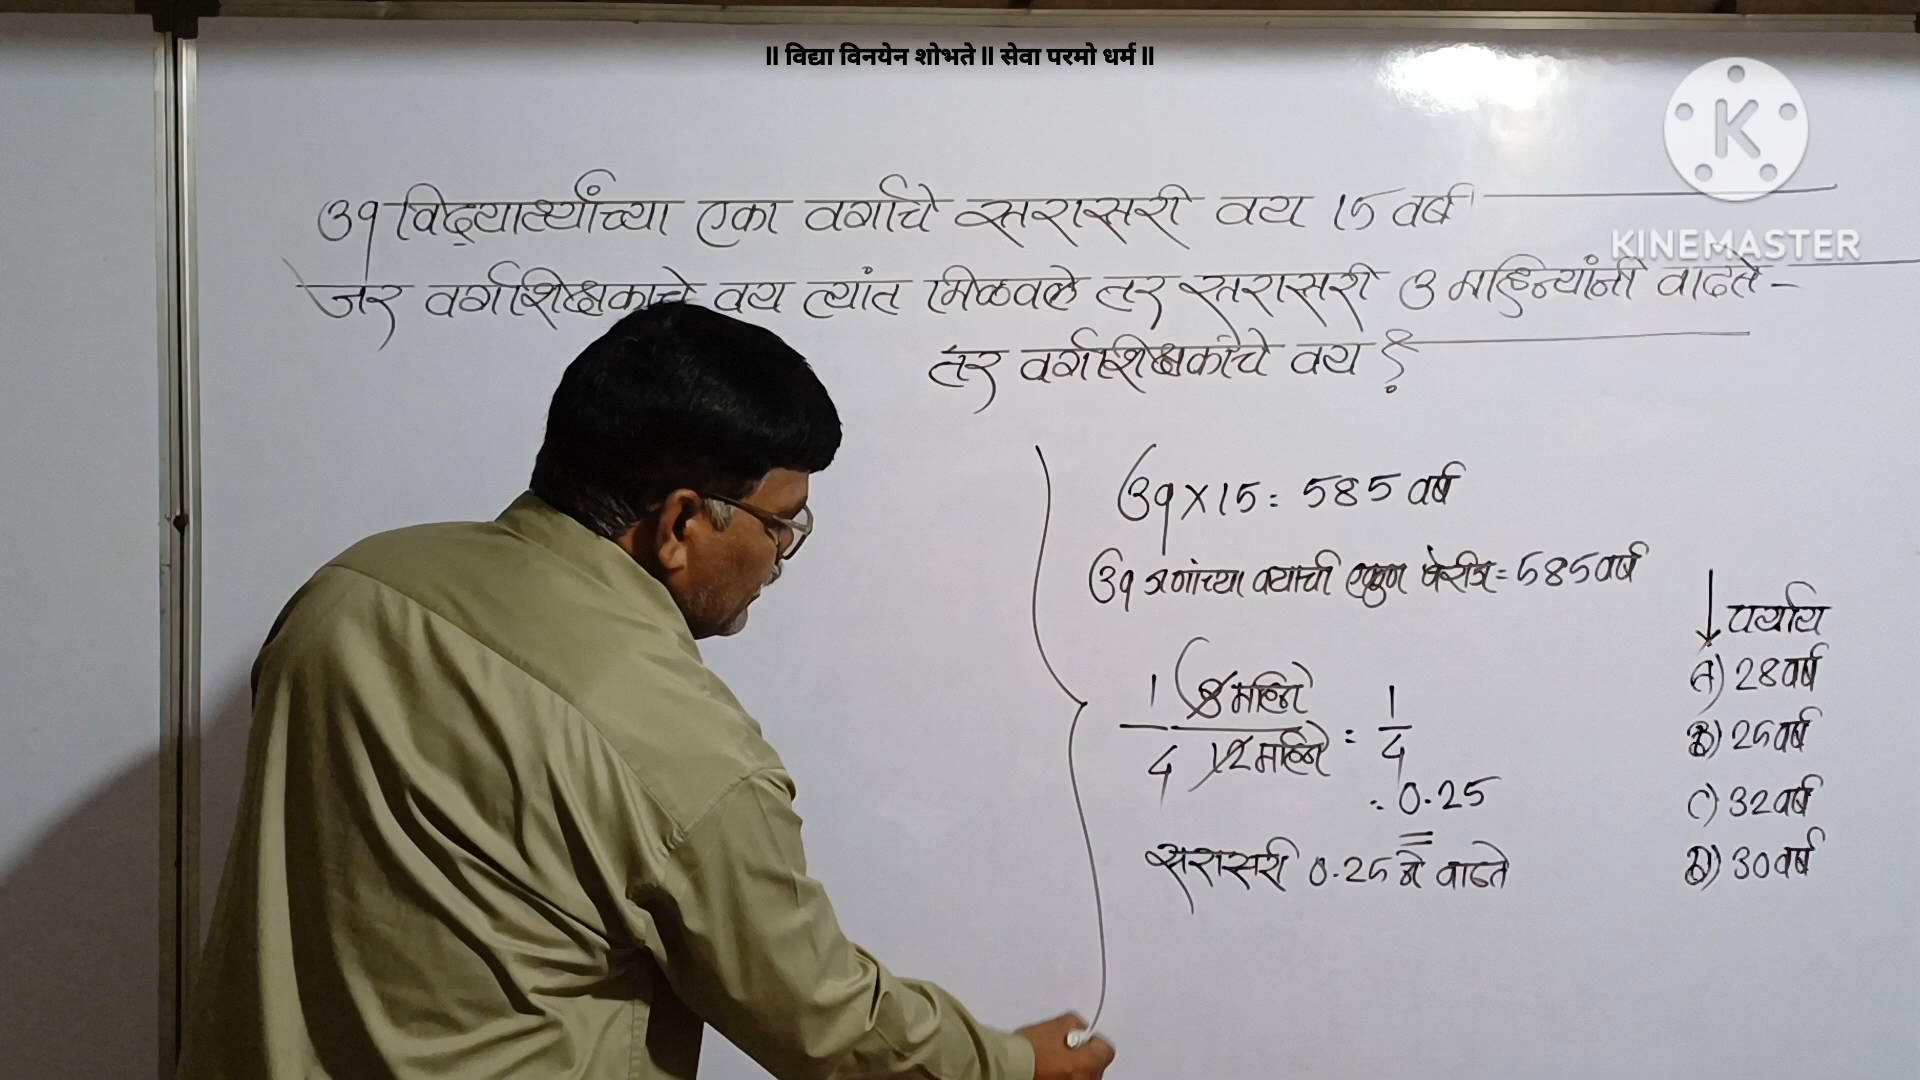 ॥ विद्या विनयेन शोभते ॥ सेवा परमो धर्म ॥
KINEMASTER
39 विद्यार्थ्यांच्या एका वर्गाचे सरासरी वय 15 वर्ष
जर वर्गशिक्षकाचे वय त्यांत मिळवले तर सरासरी 3 महिन्यांनी वाढते -
तर वर्गशिक्षकांचे वय ?
39 × 15 = 585 वर्ष
39 जणांच्या वयाची एकुण बेरीज = 585 वर्ष
1 3 महिने / 4 12 महिने = 1/4
= 0.25
सरासरी 0.25 ने वाढते
पर्याय
A) 28 वर्ष
B) 25 वर्ष
C) 32 वर्ष
D) 30 वर्ष